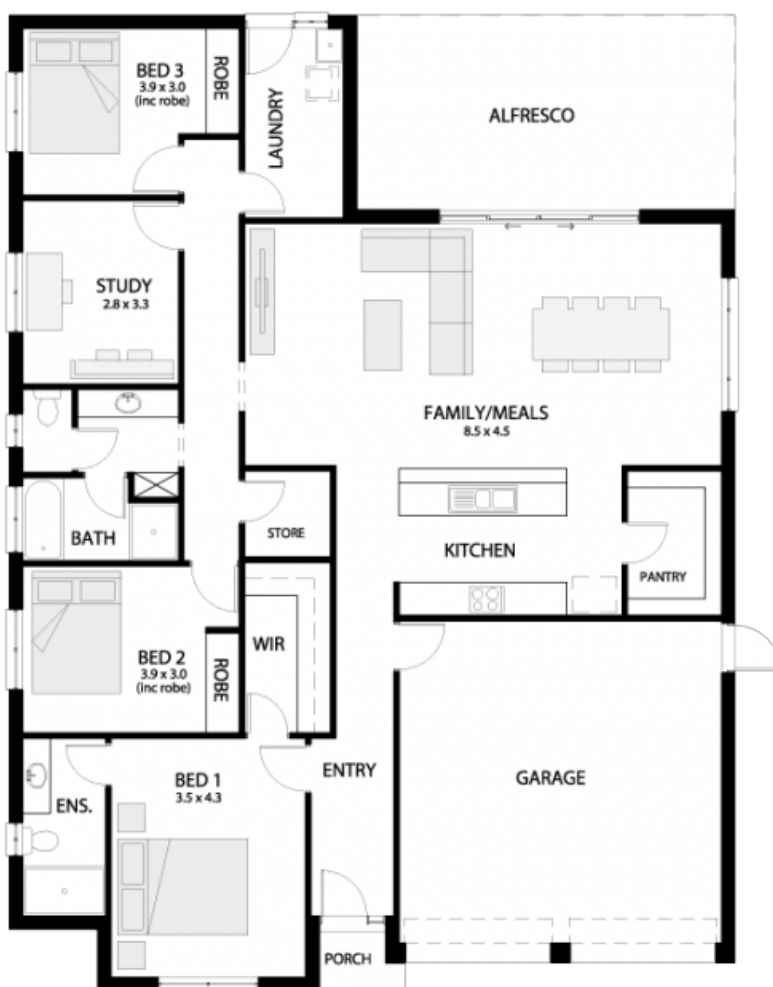 BED 3
3.9 x 3.0
(inc robe)
ROBE
LAUNDRY
ALFRESCO
STUDY
2.8 x 3.3
FAMILY/MEALS
8.5 x 4.5
BATH
STORE
KITCHEN
PANTRY
BED 2
3.9 x 3.0
(inc robe)
ROBE
WIR
ENS.
BED 1
3.5 x 4.3
ENTRY
GARAGE
PORCH